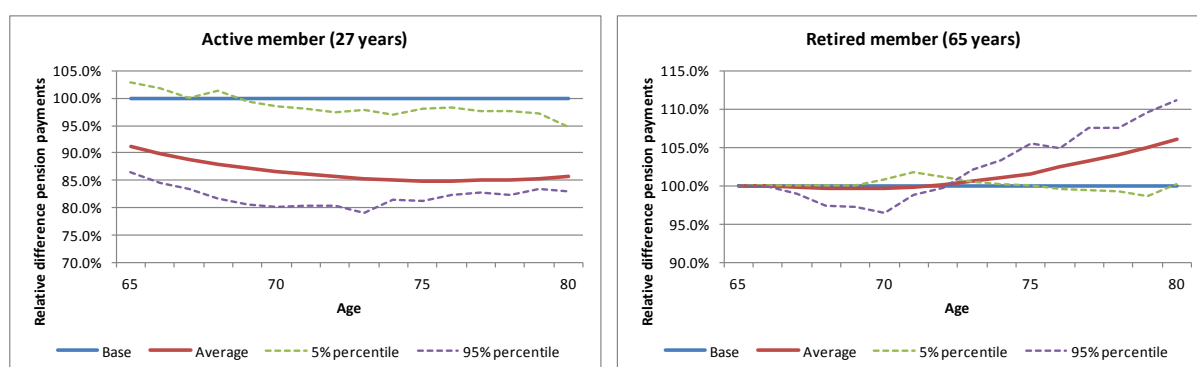 Active member (27 years)
Relative difference pension payments
105.0%
100.0%
95.0%
90.0%
85.0%
80.0%
75.0%
70.0%
65 70 75 80
Age
Base Average 5% percentile 95% percentile
Retired member (65 years)
Relative difference pension payments
115.0%
110.0%
105.0%
100.0%
95.0%
90.0%
65 70 75 80
Age
Base Average 5% percentile 95% percentile